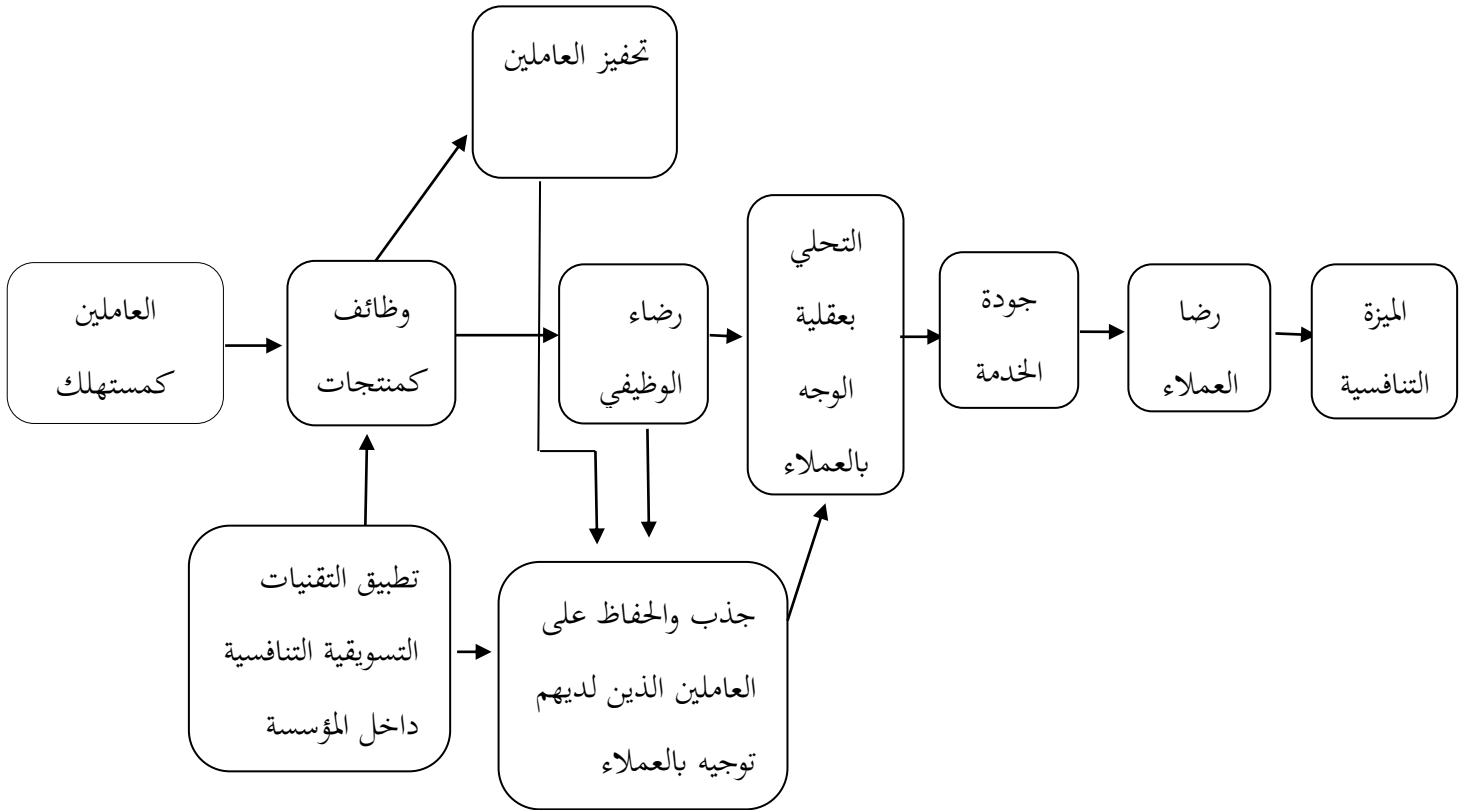 تحفيز العاملين
العاملين
كمستهلك
وظائف
كمنتجات
رضاء
الوظيفي
التحلي
بعقلية
الوجه
بالعملاء
جودة
الخدمة
رضا
العملاء
الميزة
التنافسية
تطبيق التقنيات
التسويقية التنافسية
داخل المؤسسة
جذب والحفاظ على
العاملين الذين لديهم
توجيه بالعملاء